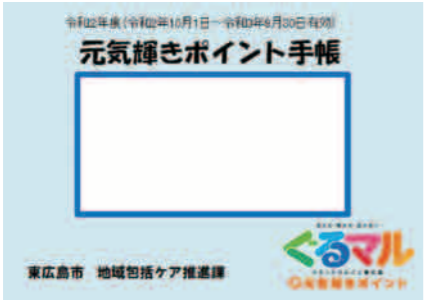 令和2年度(令和2年10月1日~令和3年9月30日有効)
元気輝きポイント手帳
ぐるマル
元気輝きポイント
東広島市 地域包括ケア推進課